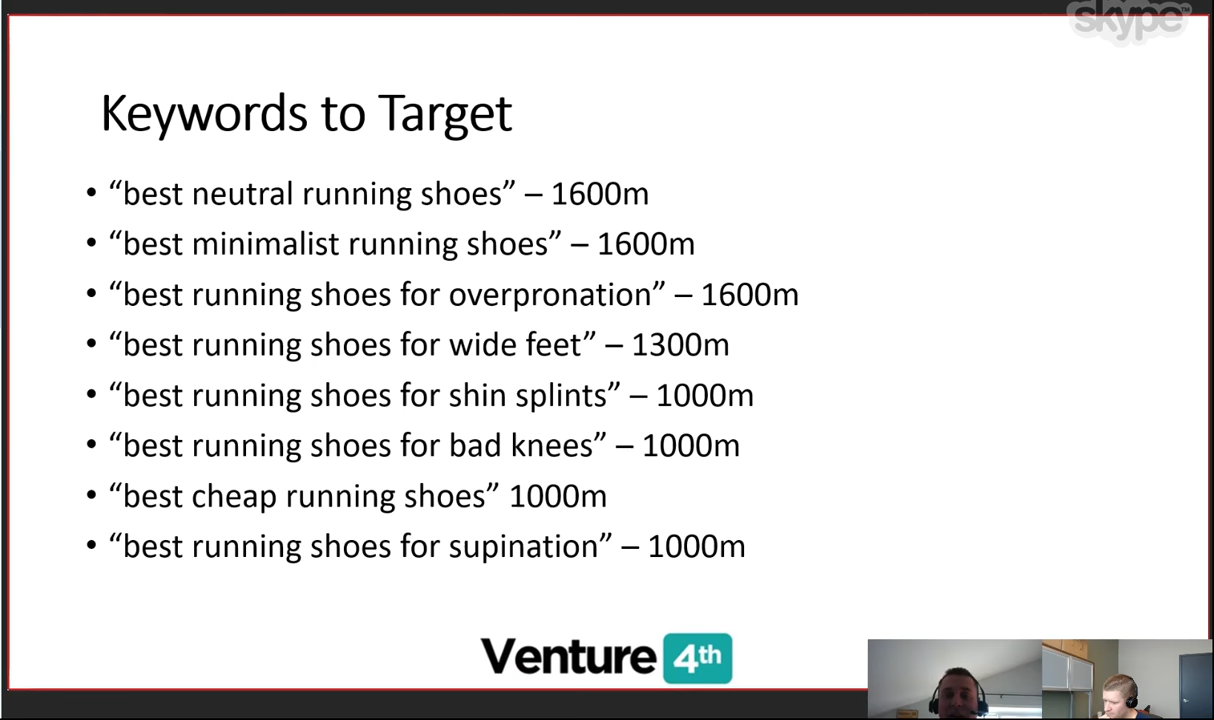 skype™
Keywords to Target
• “best neutral running shoes” – 1600m
• “best minimalist running shoes” – 1600m
• “best running shoes for overpronation” – 1600m
• “best running shoes for wide feet” – 1300m
• “best running shoes for shin splints” – 1000m
• “best running shoes for bad knees” – 1000m
• “best cheap running shoes” 1000m
• “best running shoes for supination” – 1000m
Venture 4th